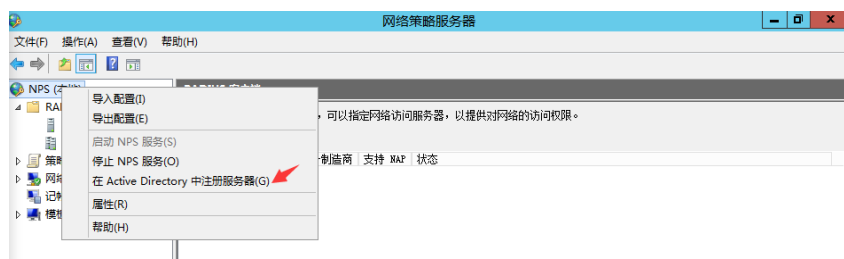 网络策略服务器
文件(F) 操作(A) 查看(V) 帮助(H)
NPS (本地)
导入配置(I)
导出配置(E)
，可以指定网络访问服务器，以提供对网络的访问权限。
启动 NPS 服务(S)
停止 NPS 服务(O)
制造商 支持 NAP 状态
在 Active Directory 中注册服务器(G)
属性(R)
帮助(H)